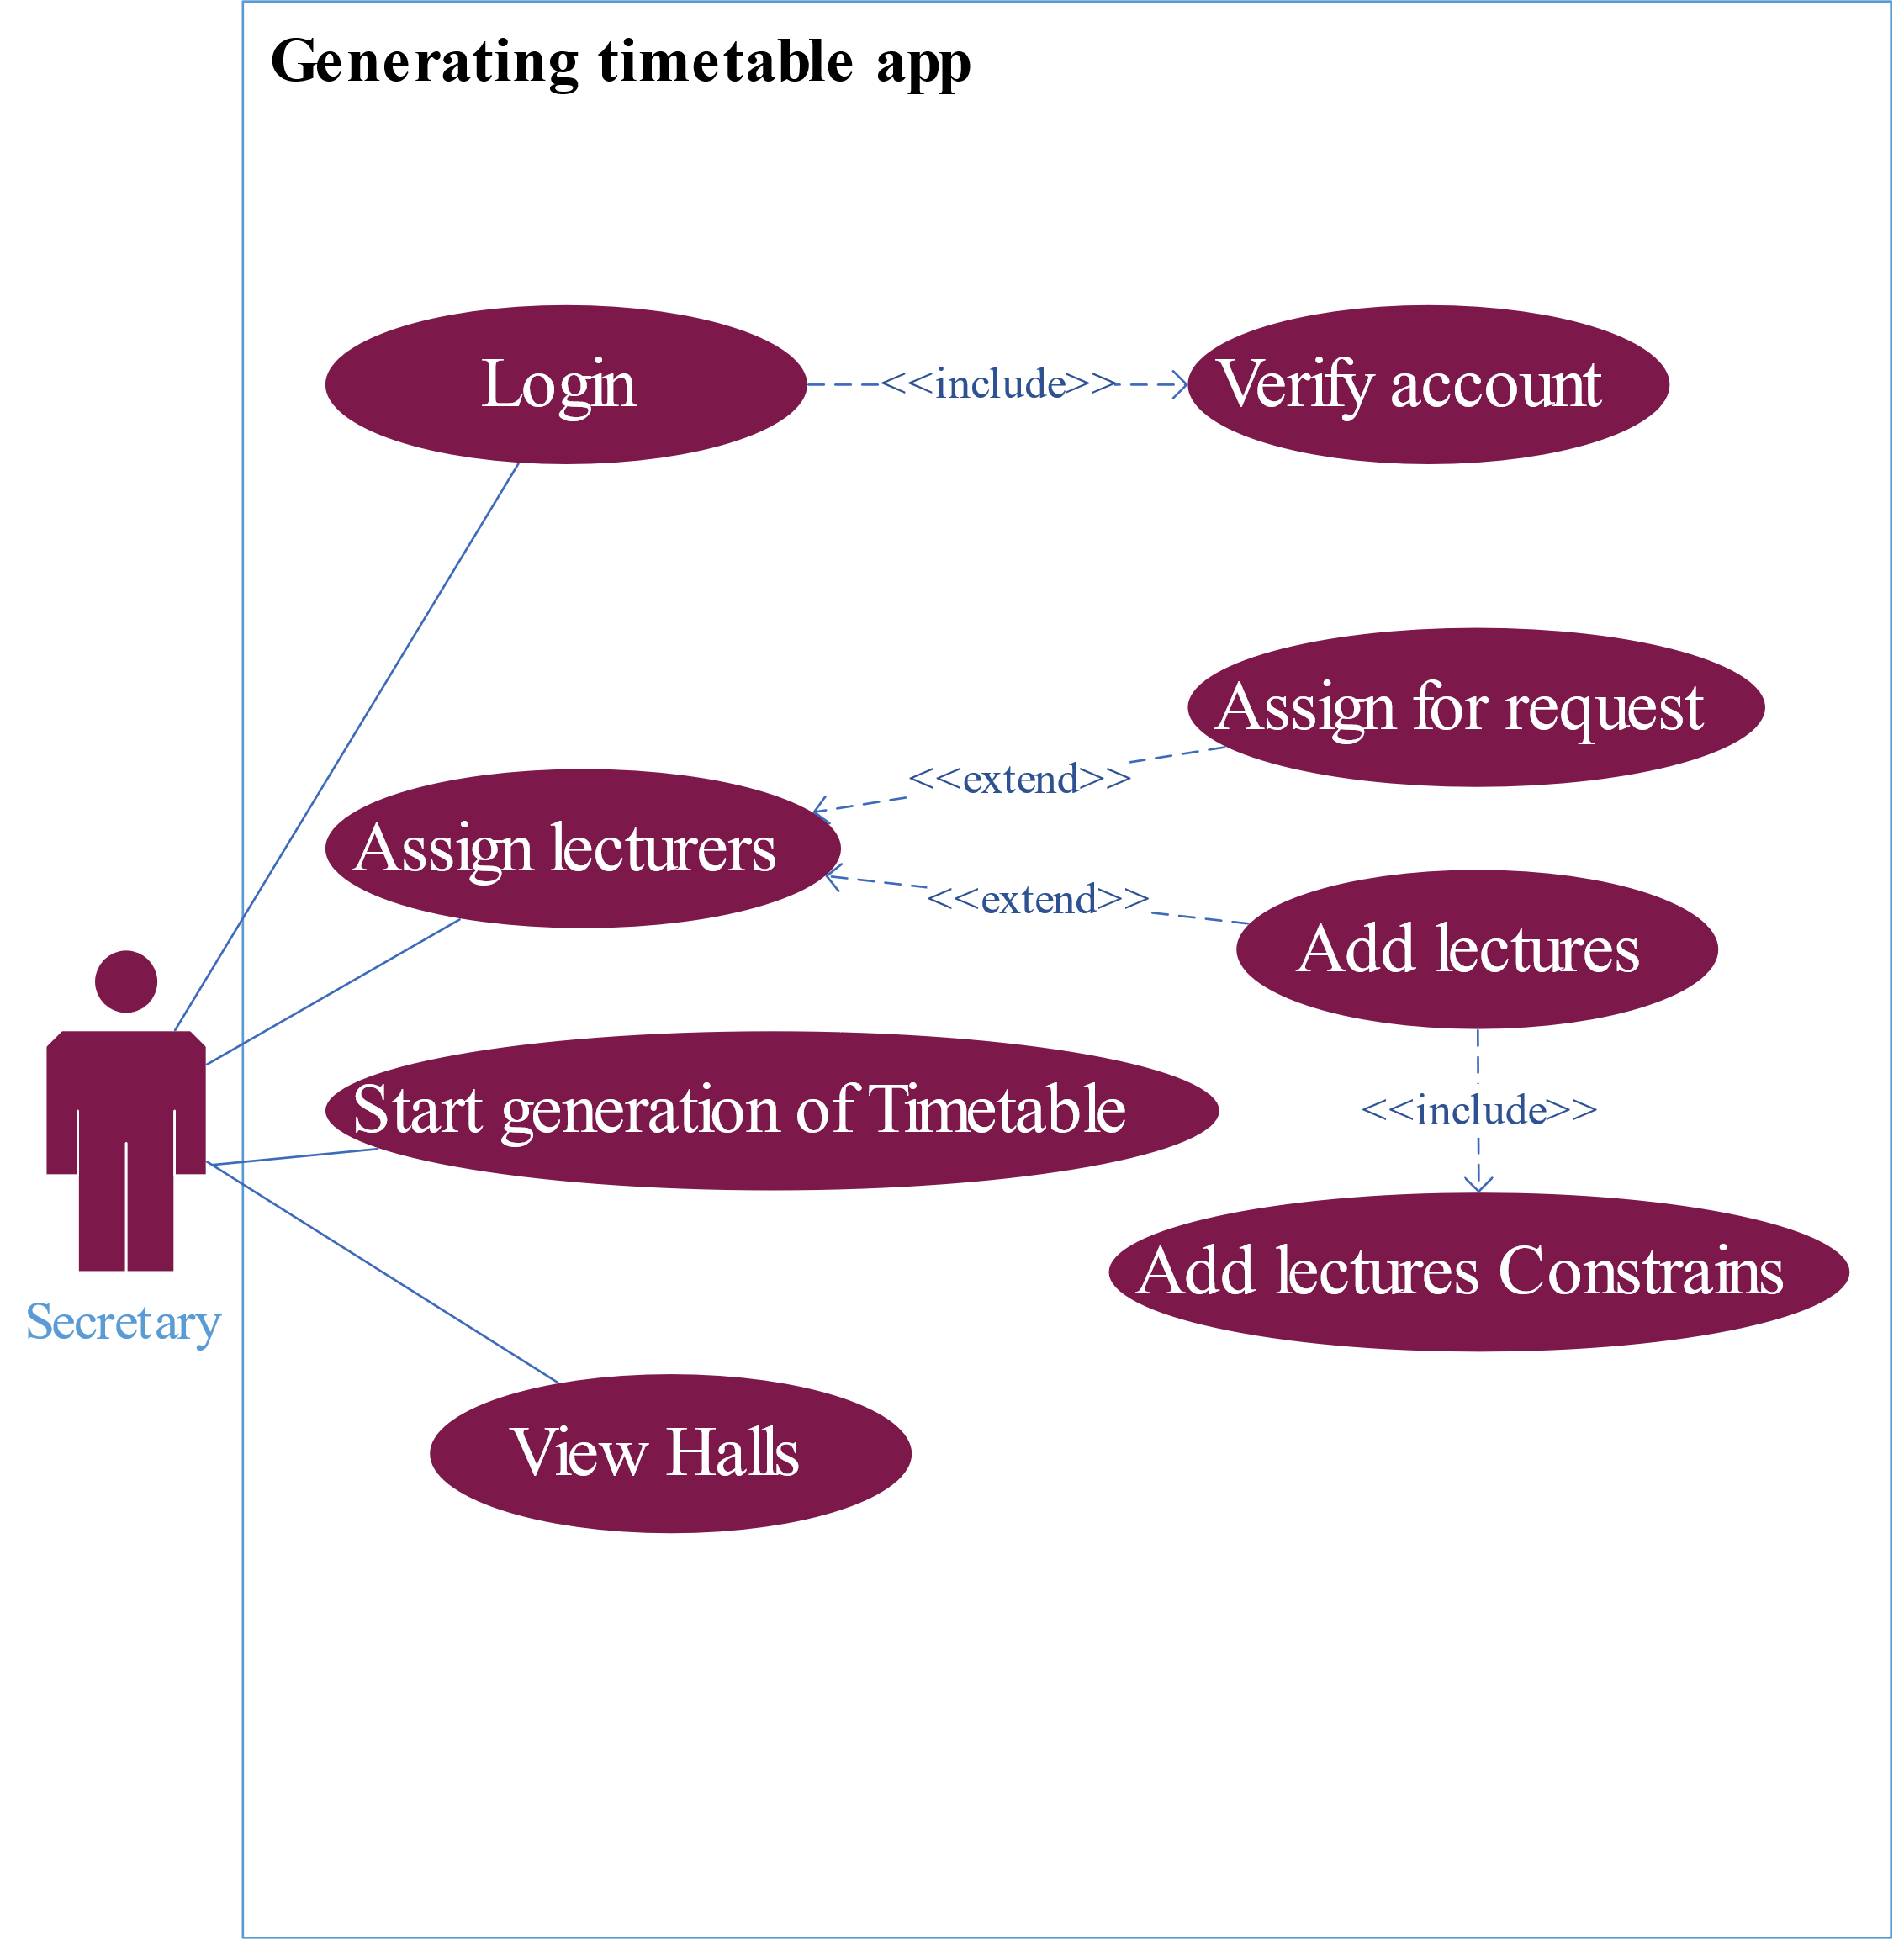 Generating timetable app
Login
<<include>>
Verify account
Assign for request
<<extend>>
Assign lecturers
<<extend>>
Add lectures
Start generation of Timetable
<<include>>
Add lectures Constrains
Secretary
View Halls